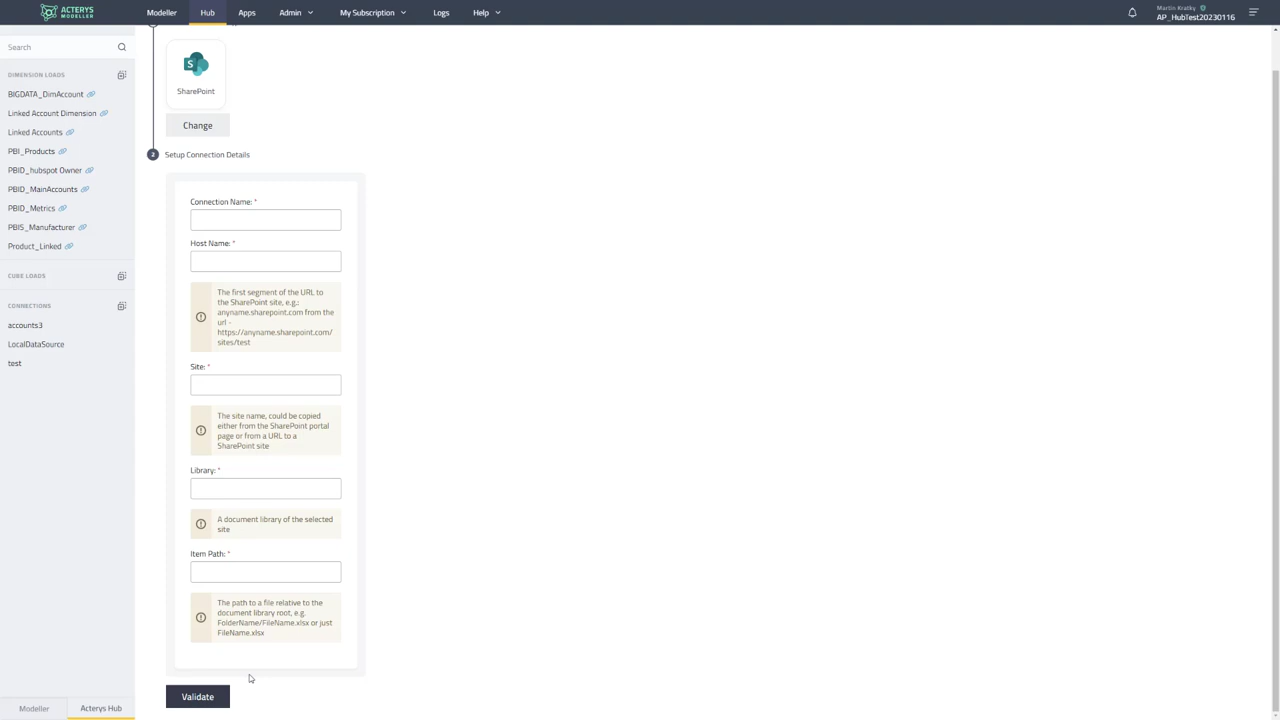 ACTERYS
MODELLER
Modeller
Hub
Apps
Admin
My Subscription
Logs
Help
Martin Kratky
AP_HubTest20230116
Search
DIMENSION LOADS
BIGDATA_DimAccount
Linked Account Dimension
Linked Accounts
PBI_Products
PBID_hubspot Owner
PBID_MainAccounts
PBID_Metrics
PBIS_Manufacturer
Product_Linked
CUBE LOADS
CONNECTIONS
accounts3
LocalDataSource
test
Modeller
Acterys Hub
S
SharePoint
Change
2
Setup Connection Details
Connection Name: *
Host Name: *
The first segment of the URL to
the SharePoint site, e.g.:
anyname.sharepoint.com from the
url -
https://anyname.sharepoint.com/
sites/test
Site: *
The site name, could be copied
either from the SharePoint portal
page or from a URL to a
SharePoint site
Library: *
A document library of the selected
site
Item Path: *
The path to a file relative to the
document library root, e.g.
FolderName/FileName.xlsx or just
FileName.xlsx
Validate